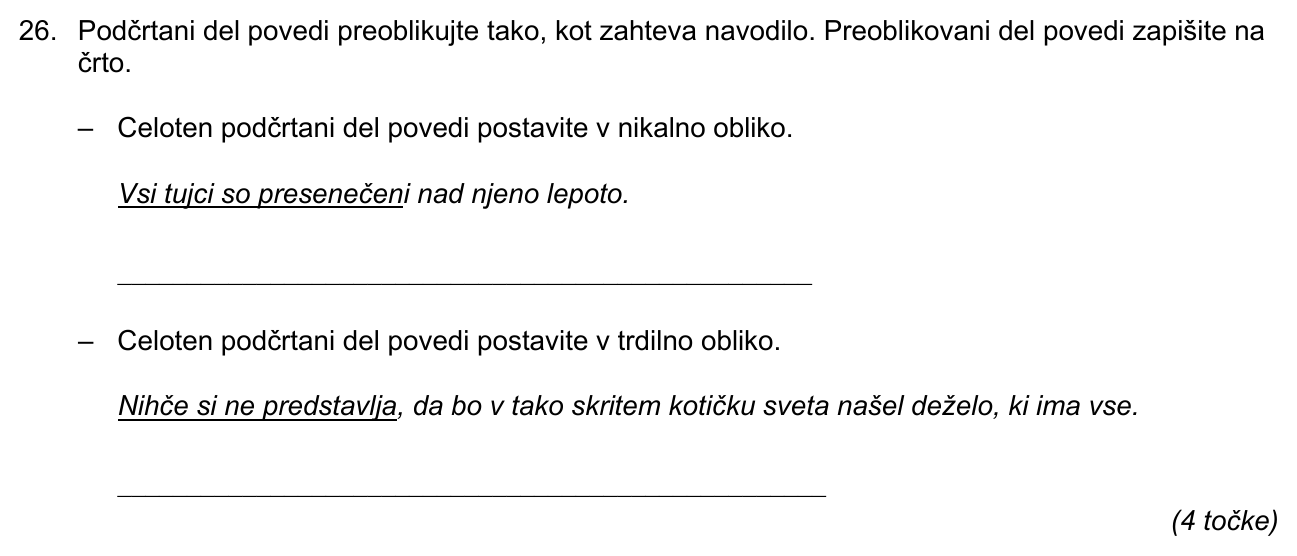 26. Podčrtani del povedi preoblikujte tako, kot zahteva navodilo. Preoblikovani del povedi zapišite na
črto.
– Celoten podčrtani del povedi postavite v nikalno obliko.
Vsi tujci so presenečeni nad njeno lepoto.
– Celoten podčrtani del povedi postavite v trdilno obliko.
Nihče si ne predstavlja, da bo v tako skritem kotičku sveta našel deželo, ki ima vse.
(4 točke)